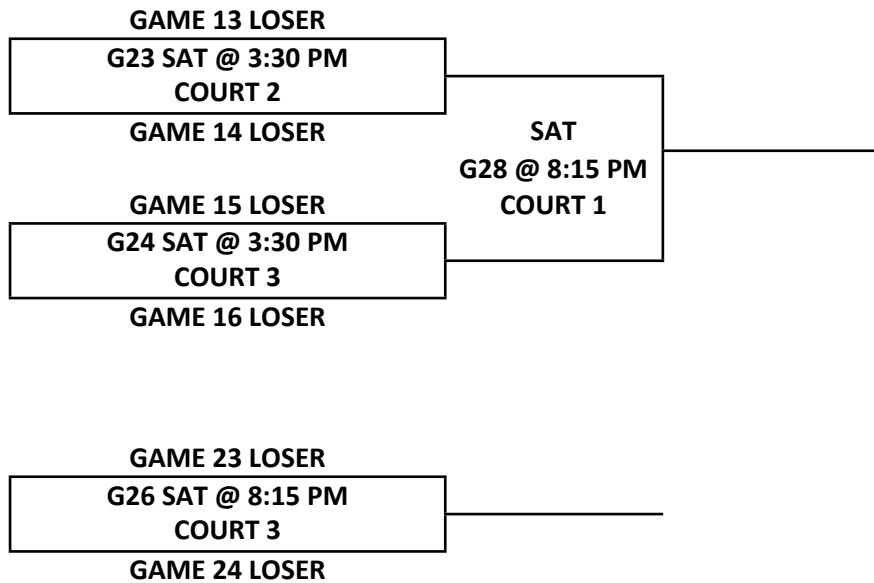 GAME 13 LOSER
G23 SAT @ 3:30 PM
COURT 2
GAME 14 LOSER
SAT
G28 @ 8:15 PM
COURT 1
GAME 15 LOSER
G24 SAT @ 3:30 PM
COURT 3
GAME 16 LOSER
GAME 23 LOSER
G26 SAT @ 8:15 PM
COURT 3
GAME 24 LOSER